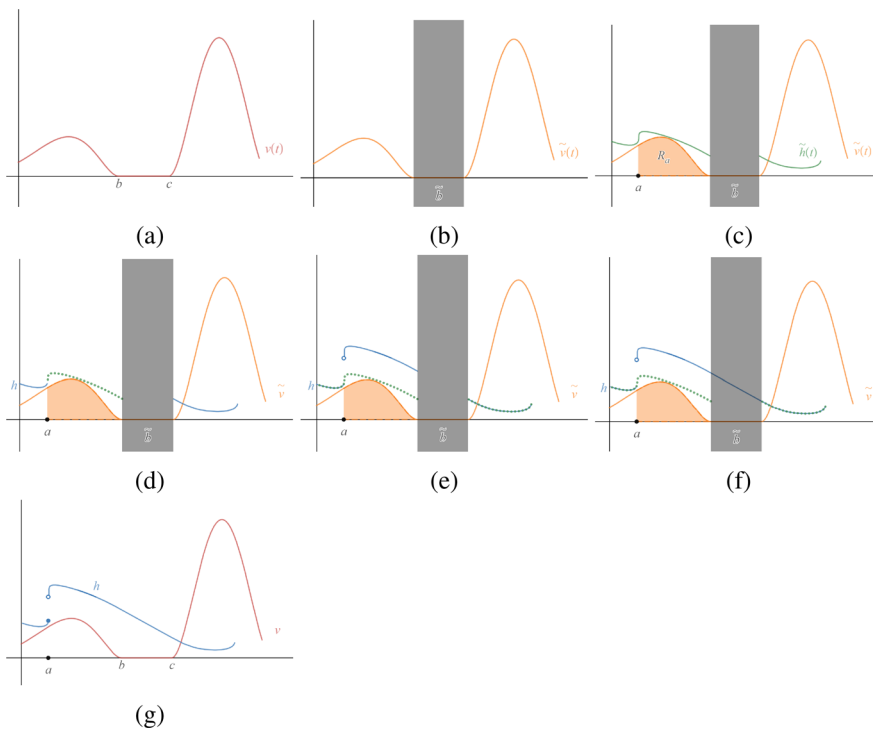 v(t)
b
c
(a)
ṽ(t)
b̃
(b)
R_a
h̃(t)
ṽ(t)
a
b̃
(c)
h
ṽ
a
b̃
(d)
h
ṽ
a
b̃
(e)
h
ṽ
a
b̃
(f)
h
v
a
b
c
(g)